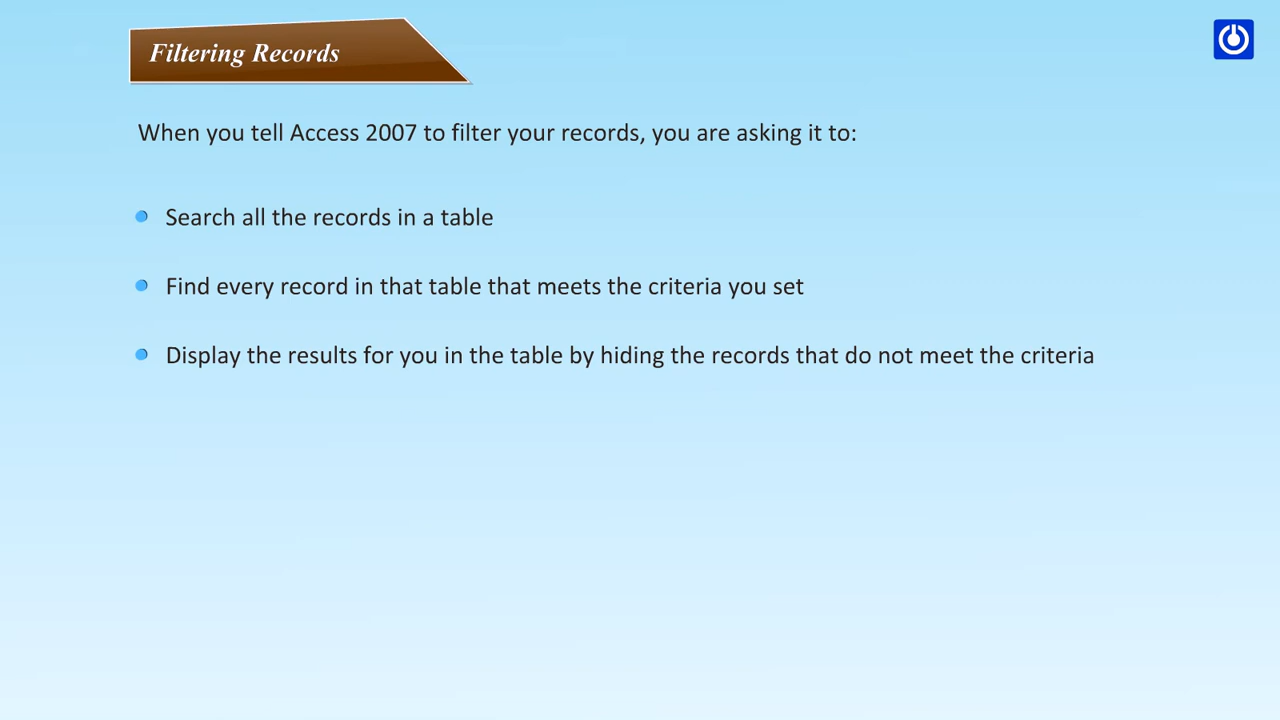 Filtering Records
When you tell Access 2007 to filter your records, you are asking it to:
Search all the records in a table
Find every record in that table that meets the criteria you set
Display the results for you in the table by hiding the records that do not meet the criteria